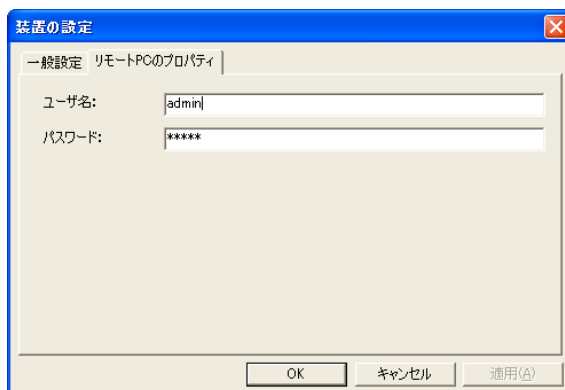 装置の設定
一般設定 リモートPCのプロパティ
ユーザ名: admin
パスワード: *****
OK キャンセル 適用(A)